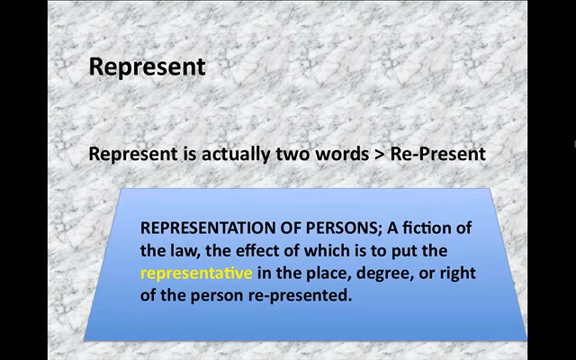 Represent
Represent is actually two words > Re-Present
REPRESENTATION OF PERSONS; A fiction of
the law, the effect of which is to put the
representative in the place, degree, or right
of the person re-presented.